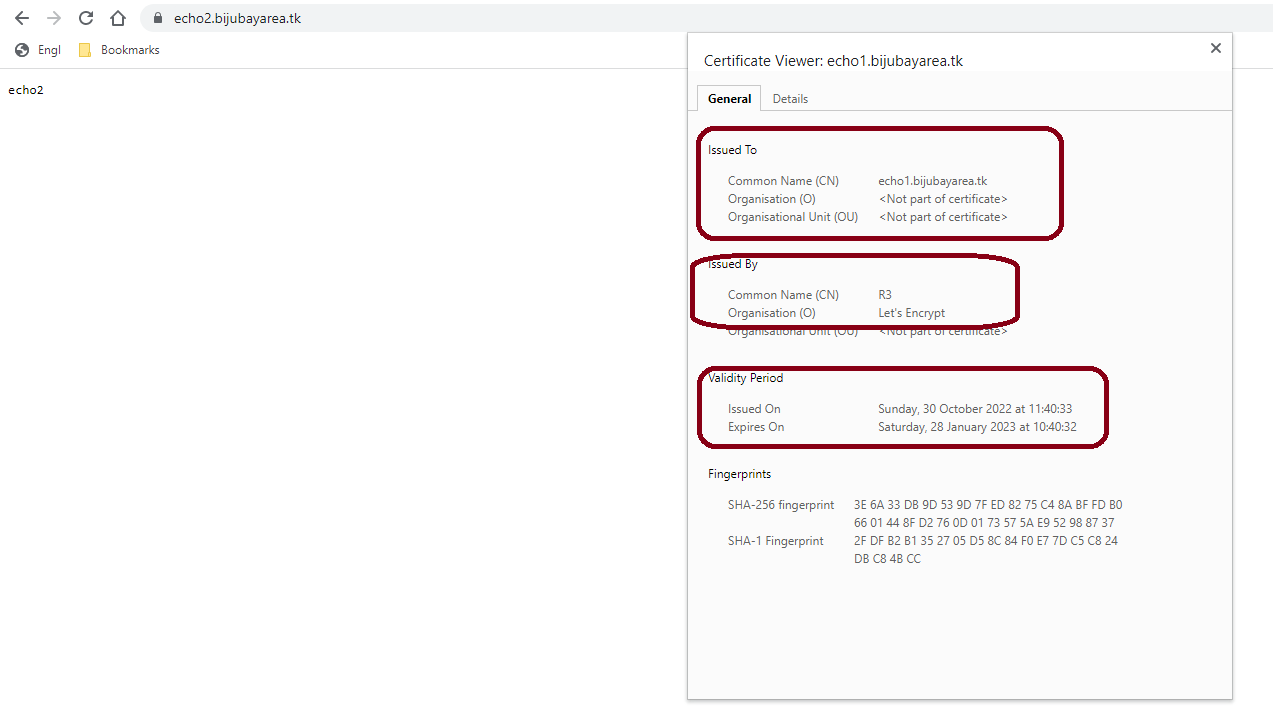 echo2.bijubayarea.tk
Engl Bookmarks
echo2
Certificate Viewer: echo1.bijubayarea.tk
General Details
Issued To
Common Name (CN) echo1.bijubayarea.tk
Organisation (O) <Not part of certificate>
Organisational Unit (OU) <Not part of certificate>
Issued By
Common Name (CN) R3
Organisation (O) Let's Encrypt
Organisational Unit (OU) <Not part of certificate>
Validity Period
Issued On Sunday, 30 October 2022 at 11:40:33
Expires On Saturday, 28 January 2023 at 10:40:32
Fingerprints
SHA-256 fingerprint 3E 6A 33 DB 9D 53 9D 7F ED 82 75 C4 8A BF FD B0
66 01 44 8F D2 76 0D 01 73 57 5A E9 52 98 87 37
SHA-1 Fingerprint 2F DF B2 B1 35 27 05 D5 8C 84 F0 E7 7D C5 C8 24
DB C8 4B CC